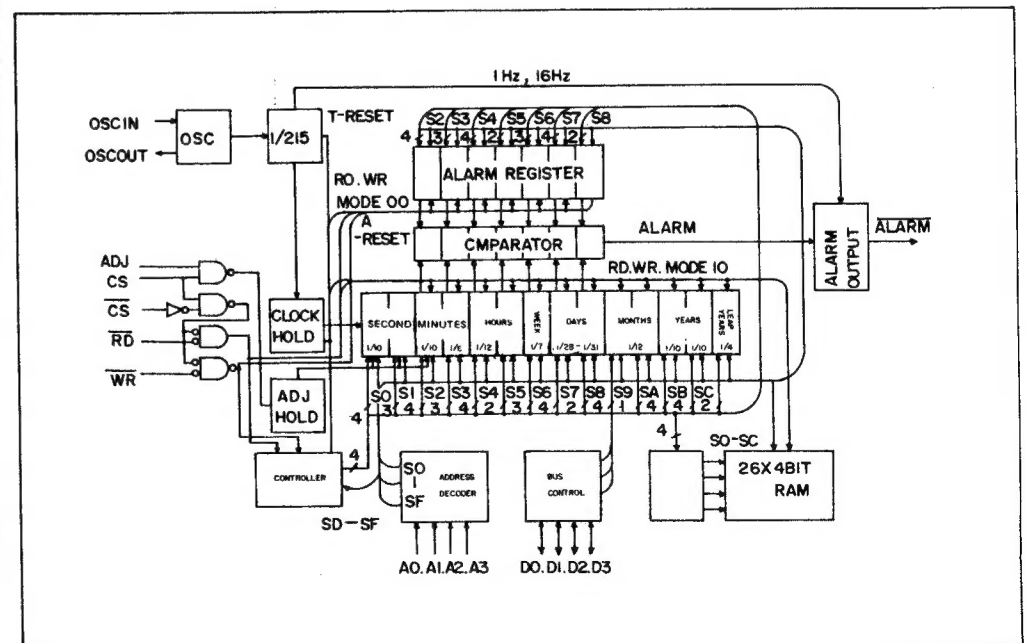 1Hz, 16Hz
T-RESET
OSCIN
OSCOUT
OSC
1/215
S2 S3 S4 S5 S6 S7 S8
4 3 4 2 3 4 2
ALARM REGISTER
RO.WR
MODE 00
A
-RESET
CMPARATOR
ALARM
ALARM OUTPUT
ALARM
RD.WR. MODE 10
ADJ
CS
CS
RD
WR
CLOCK HOLD
SECOND
MINUTES
HOURS
WEEK
DAYS
MONTHS
YEARS
LEAP YEARS
1/10 1/10 1/6 1/12 1/7 1/28-1/31 1/12 1/10 1/10 1/4
ADJ HOLD
S0 S1 S2 S3 S4 S5 S6 S7 S8 S9 SA SB SC
4 3 4 3 4 2 3 4 2 4 1 4 4 2
CONTROLLER
4
SD-SF
SO
I
SF
ADDRESS DECODER
BUS CONTROL
4
SO-SC
26X4BIT RAM
A0. A1. A2. A3
D0. D1. D2. D3